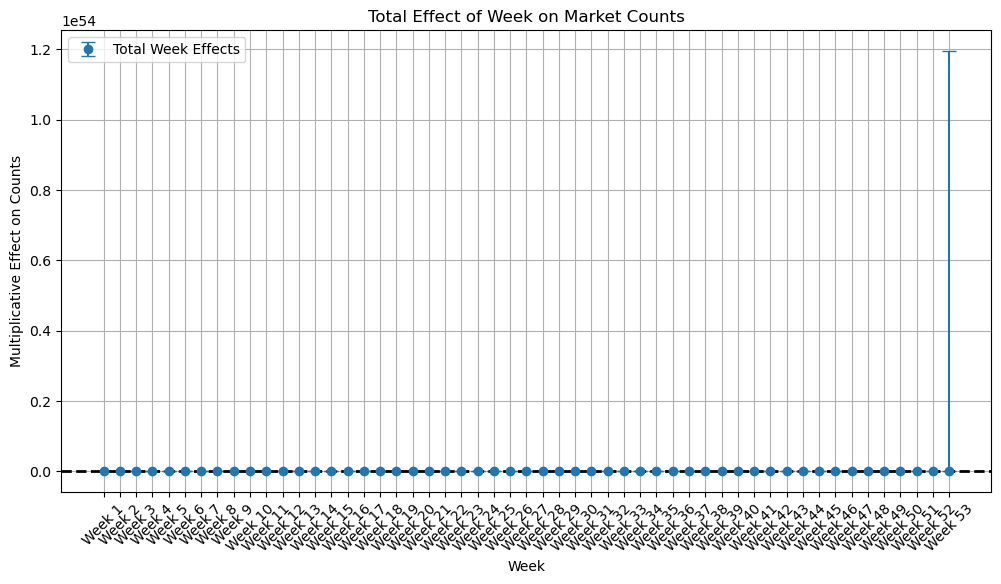 Total Effect of Week on Market Counts
1e54
Total Week Effects
1.2
1.0
0.8
0.6
0.4
0.2
0.0
Multiplicative Effect on Counts
Week 1
Week 2
Week 3
Week 4
Week 5
Week 6
Week 7
Week 8
Week 9
Week 10
Week 11
Week 12
Week 13
Week 14
Week 15
Week 16
Week 17
Week 18
Week 19
Week 20
Week 21
Week 22
Week 23
Week 24
Week 25
Week 26
Week 27
Week 28
Week 29
Week 30
Week 31
Week 32
Week 33
Week 34
Week 35
Week 36
Week 37
Week 38
Week 39
Week 40
Week 41
Week 42
Week 43
Week 44
Week 45
Week 46
Week 47
Week 48
Week 49
Week 50
Week 51
Week 52
Week 53
Week